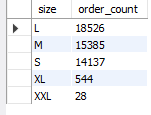 size order_count
L 18526
M 15385
S 14137
XL 544
XXL 28